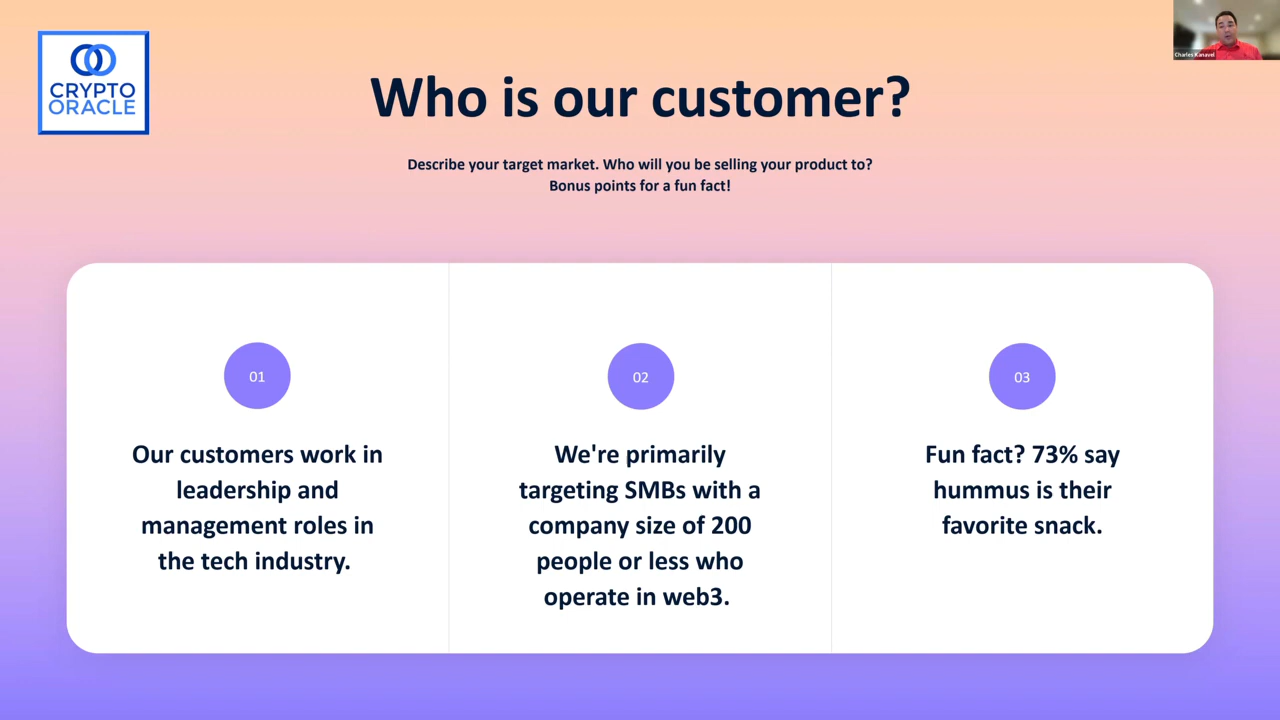 CRYPTO
ORACLE
Charles Kanavel
Who is our customer?
Describe your target market. Who will you be selling your product to?
Bonus points for a fun fact!
01
Our customers work in
leadership and
management roles in
the tech industry.
02
We're primarily
targeting SMBs with a
company size of 200
people or less who
operate in web3.
03
Fun fact? 73% say
hummus is their
favorite snack.